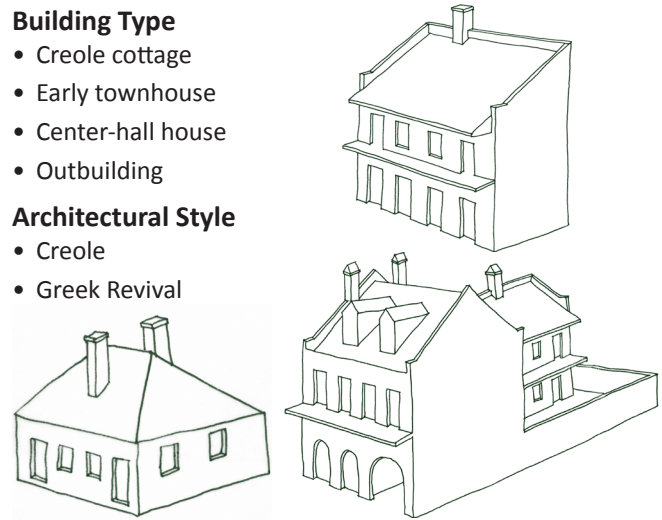 Building Type
• Creole cottage
• Early townhouse
• Center-hall house
• Outbuilding
Architectural Style
• Creole
• Greek Revival